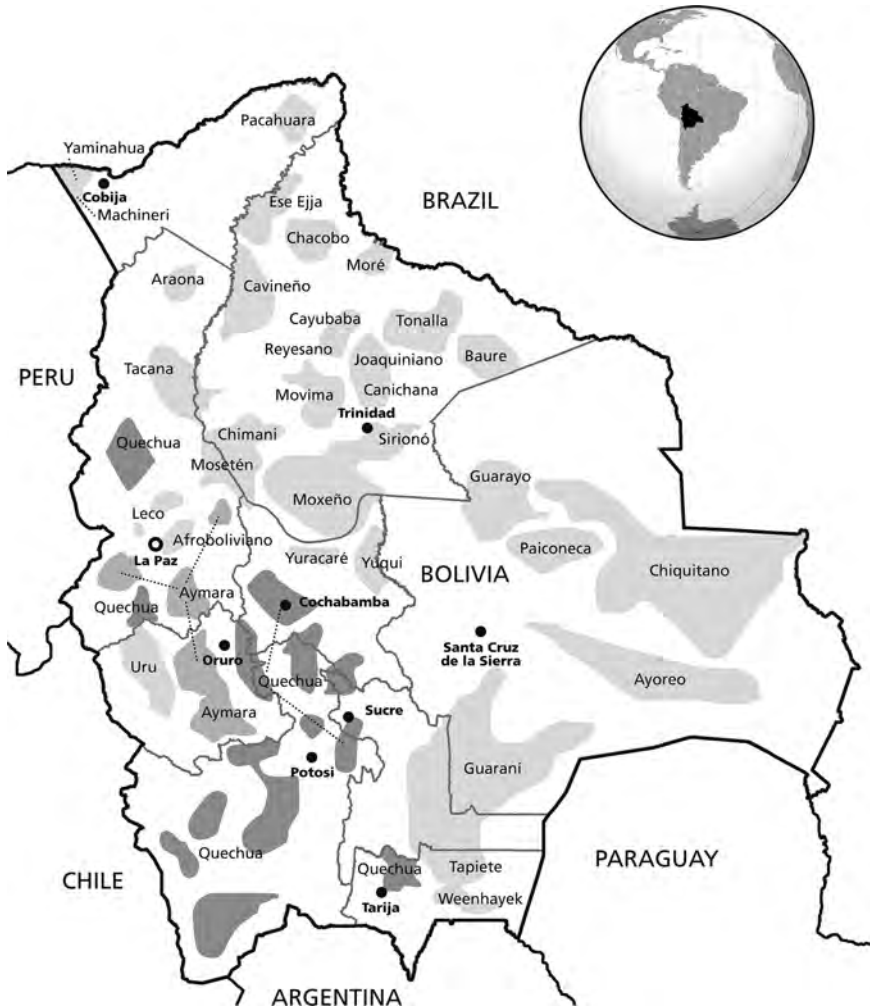 Pacahuara
Yaminahua
Cobija
Machineri
Ese Ejja
BRAZIL
Chacobo
Moré
Araona
Cavineño
Cayubaba
Tonalla
Reyesano
Joaquiniano
Baure
PERU
Tacana
Movima
Canichana
Trinidad
Quechua
Chimani
Sirionó
Mosetén
Guarayo
Moxeño
Leco
Afroboliviano
La Paz
Yuracaré
Yuqui
Paiconeca
BOLIVIA
Chiquitano
Quechua
Aymara
Cochabamba
Santa Cruz
de la Sierra
Uru
Oruro
Quechua
Ayoreo
Aymara
Sucre
Potosi
Guarani
Quechua
Quechua
Tapiete
PARAGUAY
CHILE
Weenhayek
Tarija
ARGENTINA